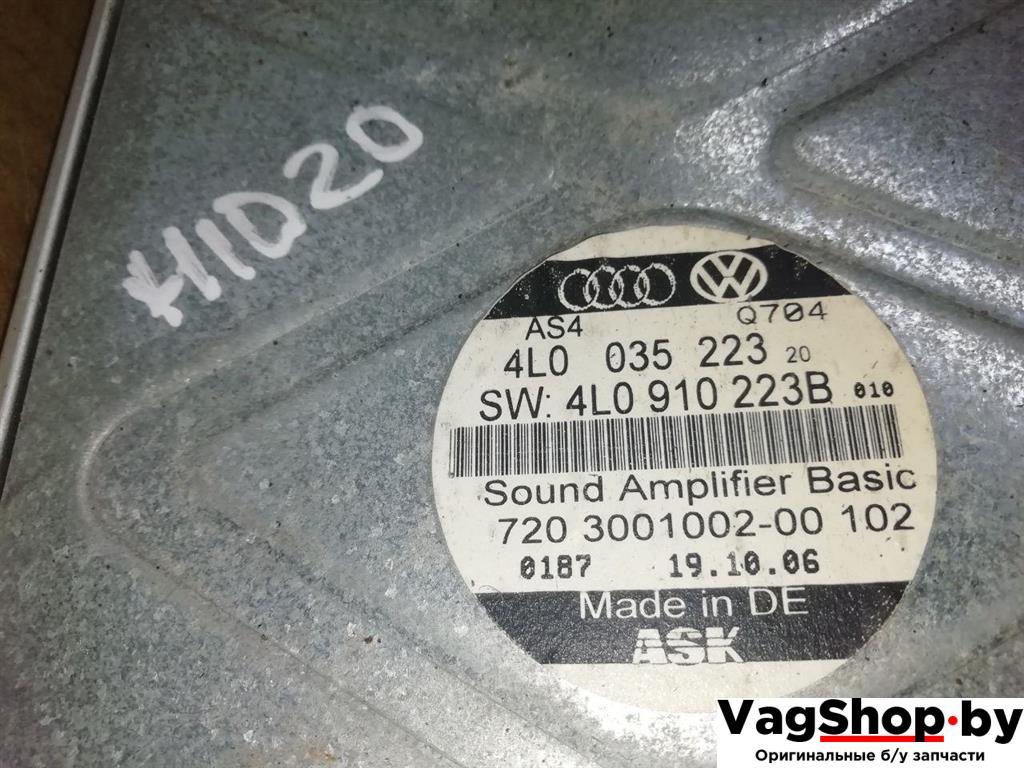 HID20
AS4 Q704
4L0 035 223 20
SW: 4L0 910 223B 010
Sound Amplifier Basic
720 3001002-00 102
0187 19.10.06
Made in DE
ASK
VagShop.by
Оригинальные б/у запчасти